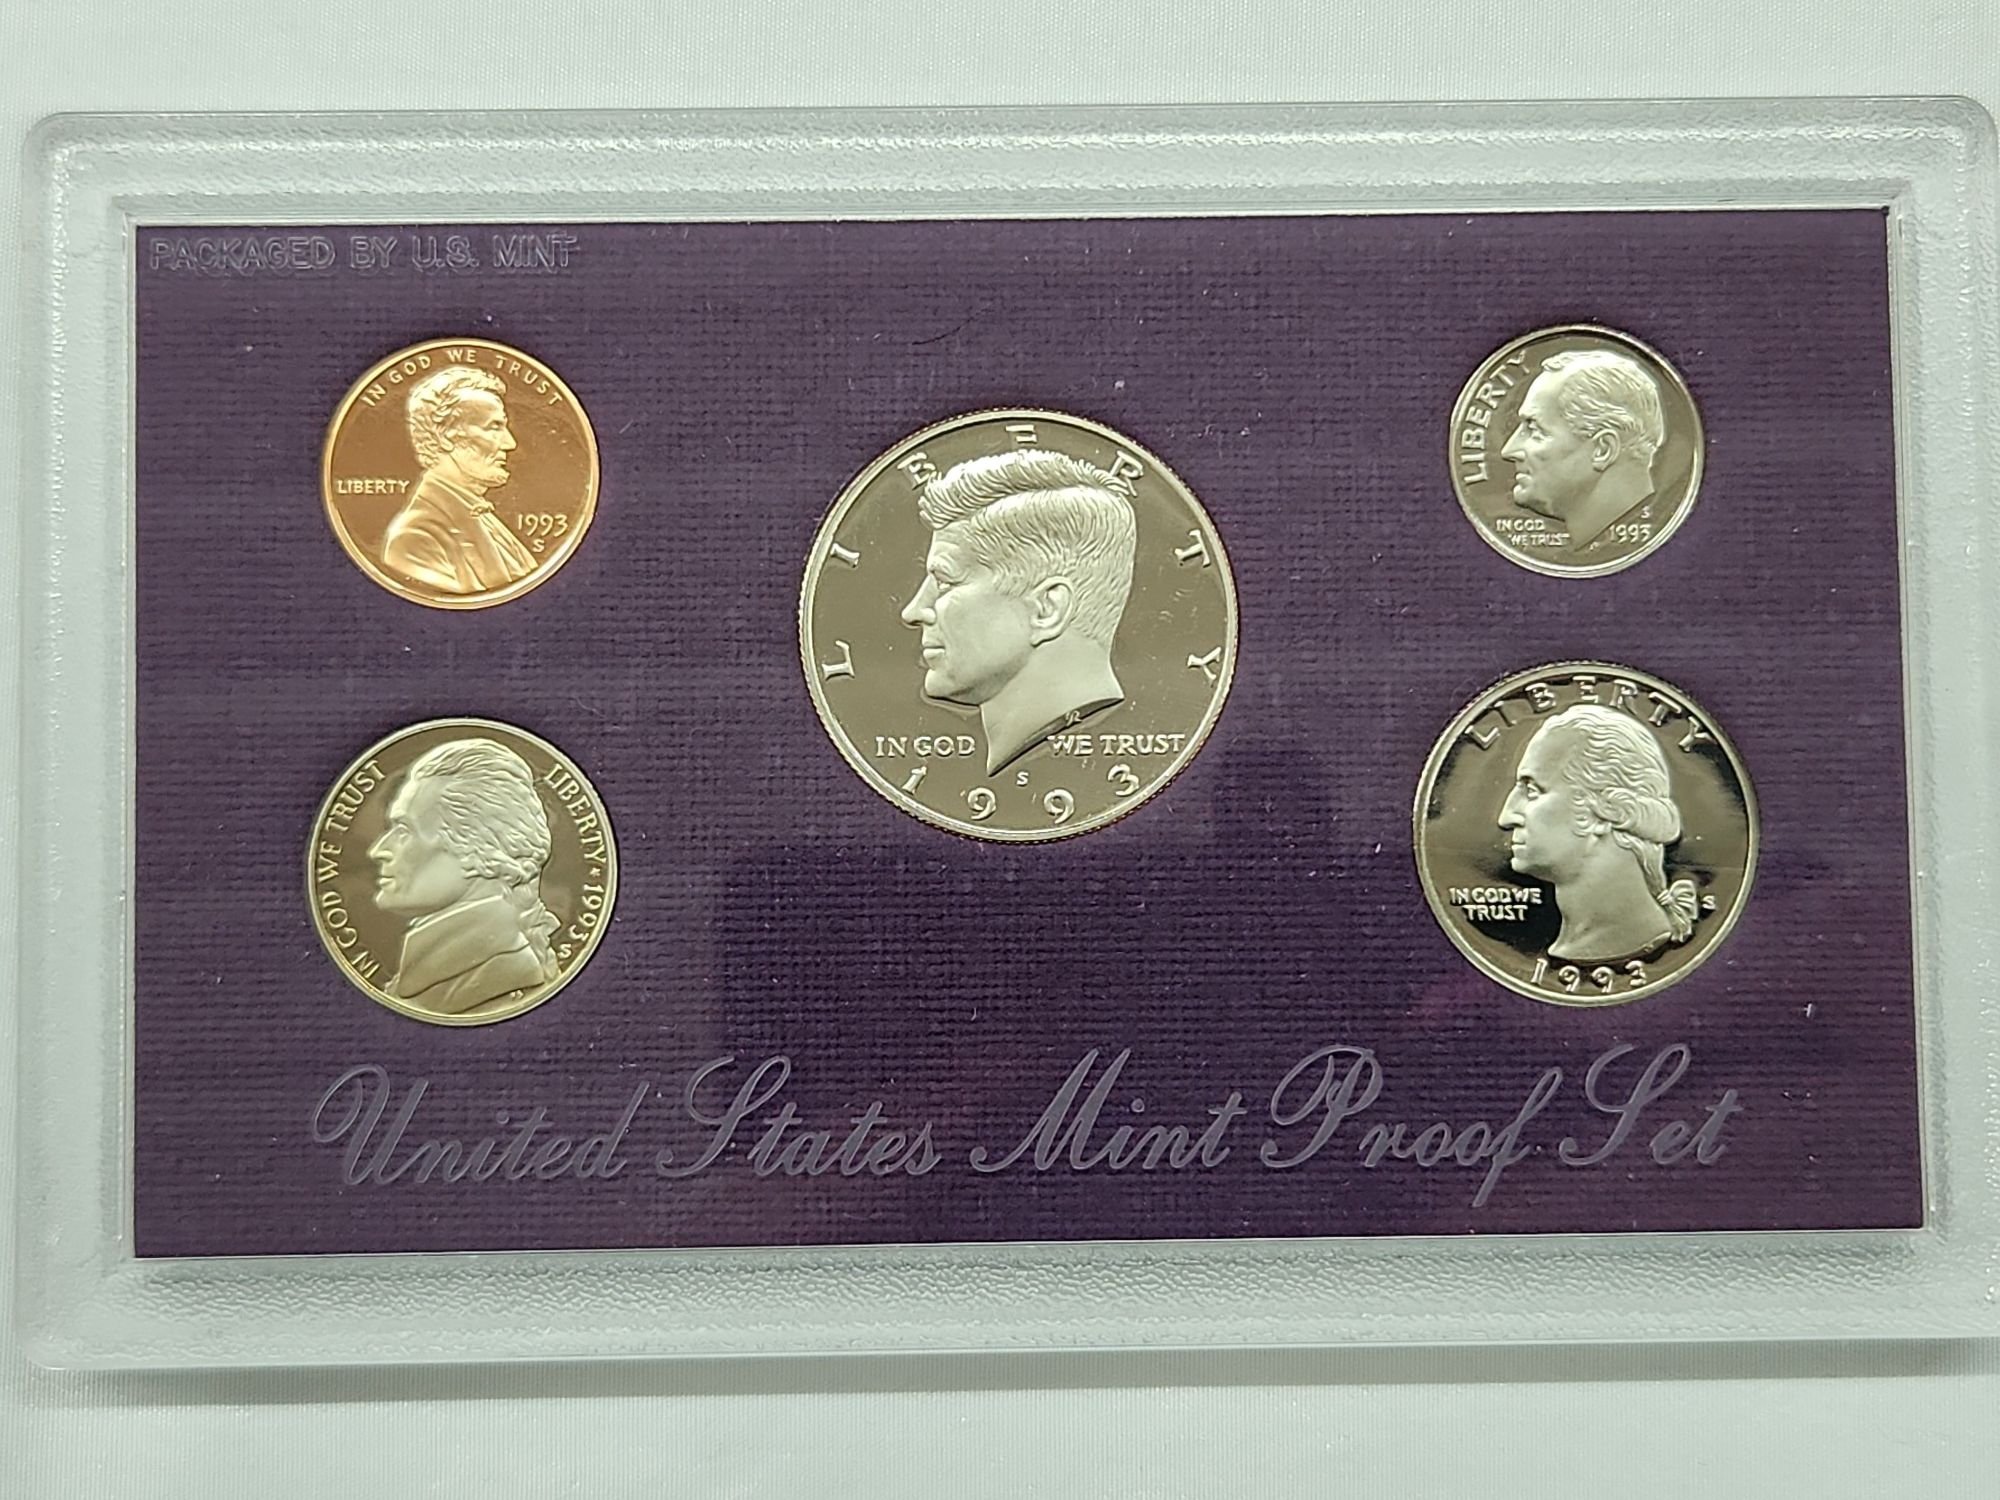 PACKAGED BY U.S. MINT
IN GOD WE TRUST
LIBERTY
1993
S
LIBERTY
IN GOD WE TRUST
1993
S
LIBERTY
IN GOD
WE TRUST
1993
S
IN GOD WE TRUST
LIBERTY ★ 1993
S
LIBERTY
IN GOD WE
TRUST
1993
S
United States Mint Proof Set